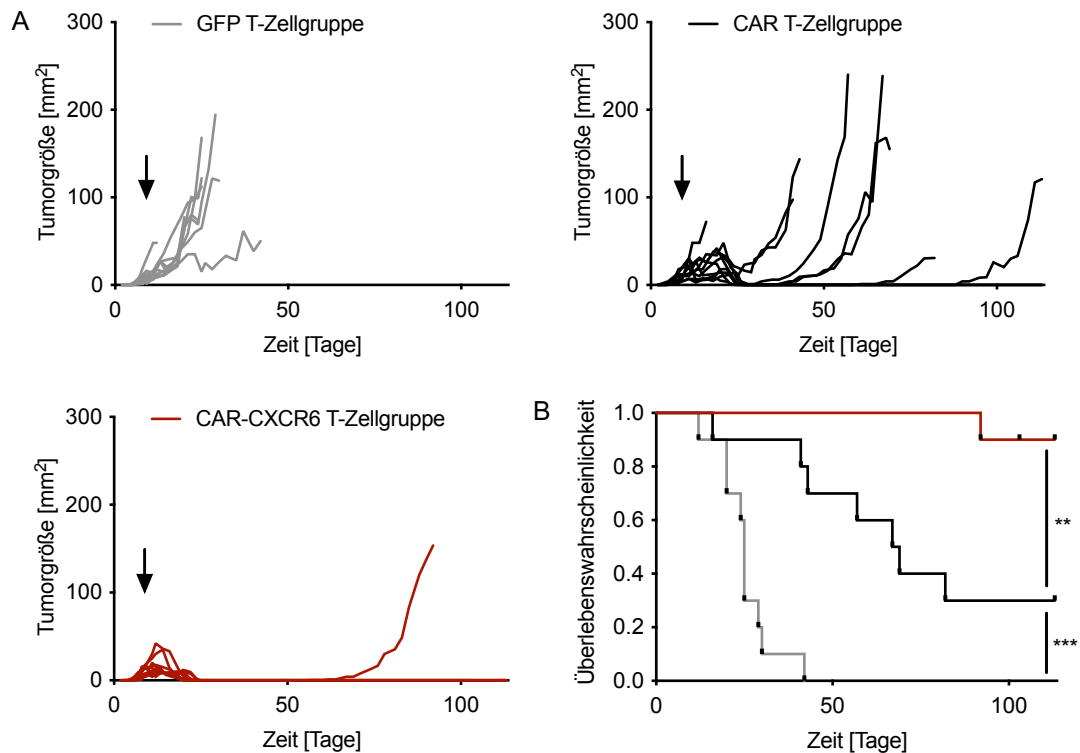 A
GFP T-Zellgruppe
Tumorgröße [mm²]
300
200
100
0
0
50
100
Zeit [Tage]
CAR T-Zellgruppe
Tumorgröße [mm²]
300
200
100
0
0
50
100
Zeit [Tage]
CAR-CXCR6 T-Zellgruppe
Tumorgröße [mm²]
300
200
100
0
0
50
100
Zeit [Tage]
B
Überlebenswahrscheinlichkeit
1.0
0.8
0.6
0.4
0.2
0.0
0
50
100
Zeit [Tage]
**
***